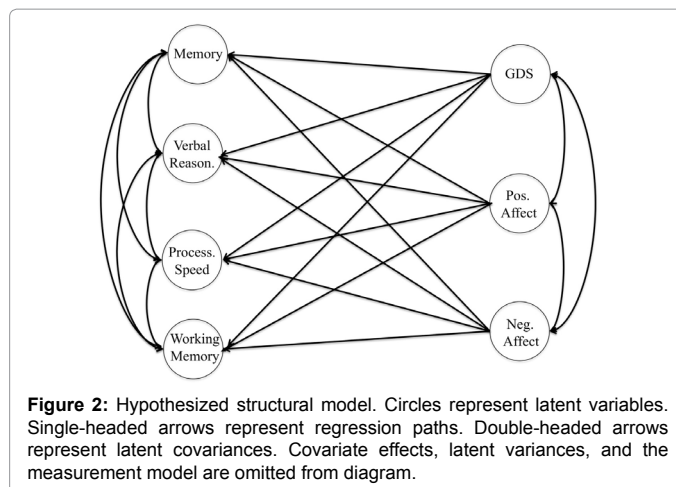 Memory
GDS
Verbal
Reason.
Pos.
Affect
Process.
Speed
Neg.
Affect
Working
Memory
Figure 2: Hypothesized structural model. Circles represent latent variables.
Single-headed arrows represent regression paths. Double-headed arrows
represent latent covariances. Covariate effects, latent variances, and the
measurement model are omitted from diagram.